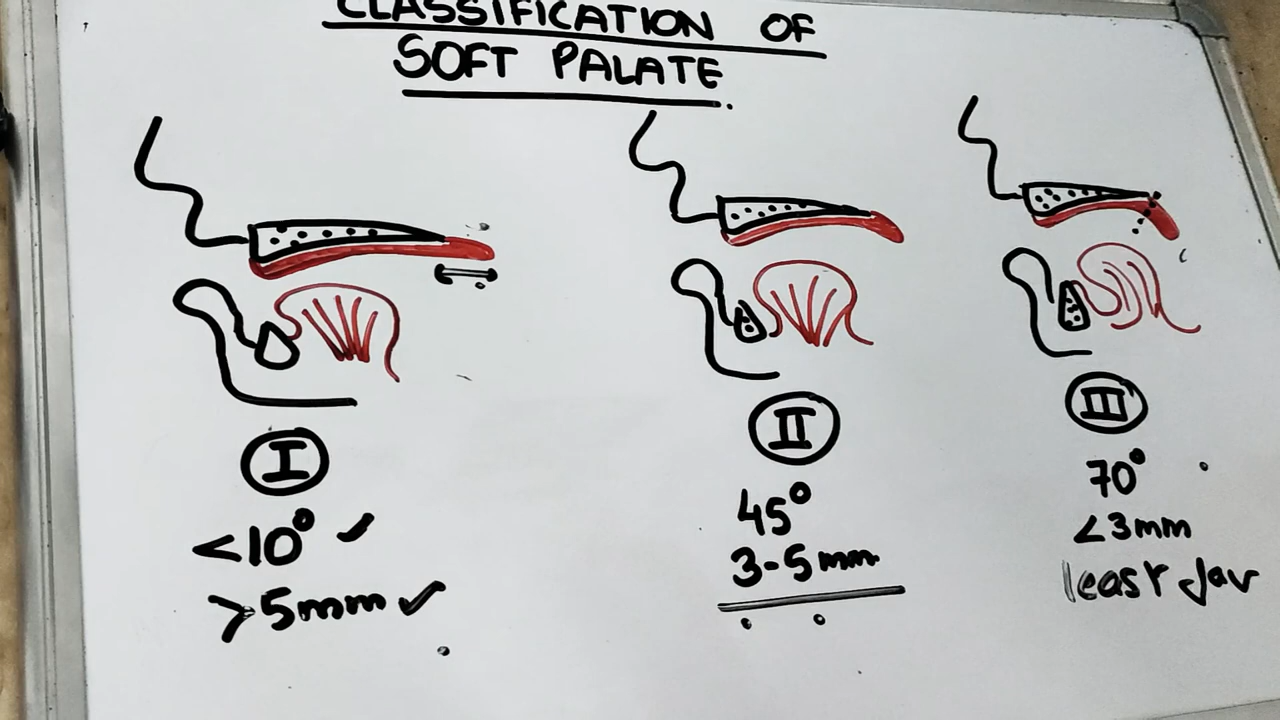 CLASSIFICATION OF
SOFT PALATE.
I
<10°
>5mm
II
45°
3-5mm
III
70°
<3mm
least fav